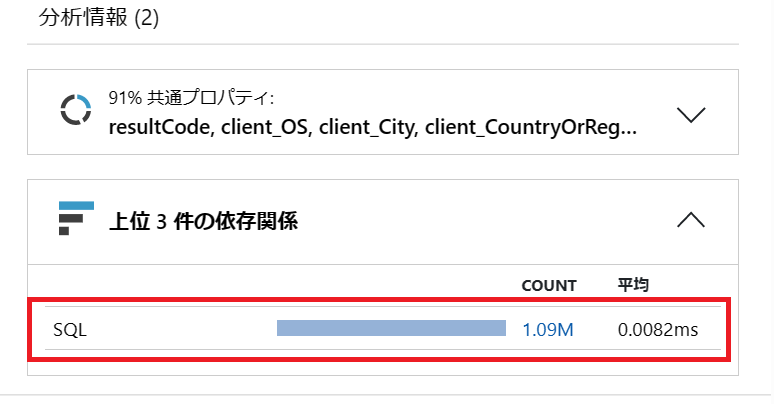 分析情報 (2)
91% 共通プロパティ:
resultCode, client_OS, client_City, client_CountryOrReg...
上位 3 件の依存関係
COUNT 平均
SQL 1.09M 0.0082ms